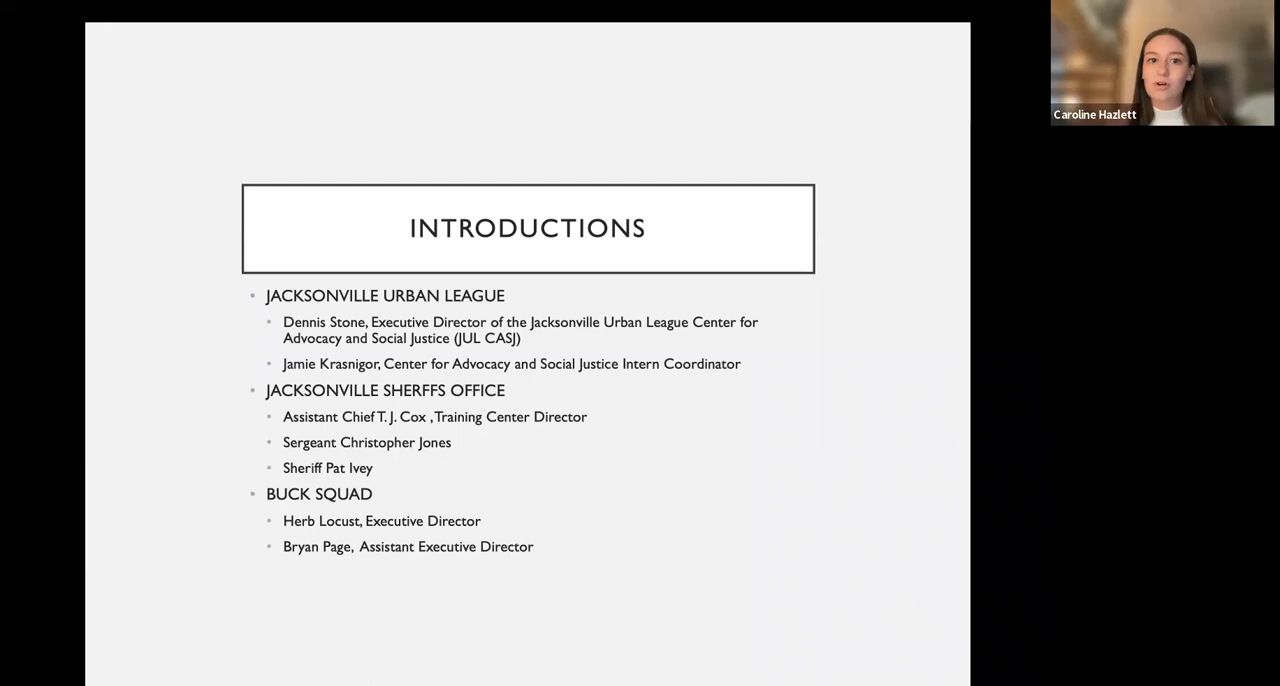 INTRODUCTIONS
JACKSONVILLE URBAN LEAGUE
Dennis Stone, Executive Director of the Jacksonville Urban League Center for
Advocacy and Social Justice (JUL CASJ)
Jamie Krasnigor, Center for Advocacy and Social Justice Intern Coordinator
JACKSONVILLE SHERFFS OFFICE
Assistant Chief T. J. Cox ,Training Center Director
Sergeant Christopher Jones
Sheriff Pat Ivey
BUCK SQUAD
Herb Locust, Executive Director
Bryan Page, Assistant Executive Director
Caroline Hazlett